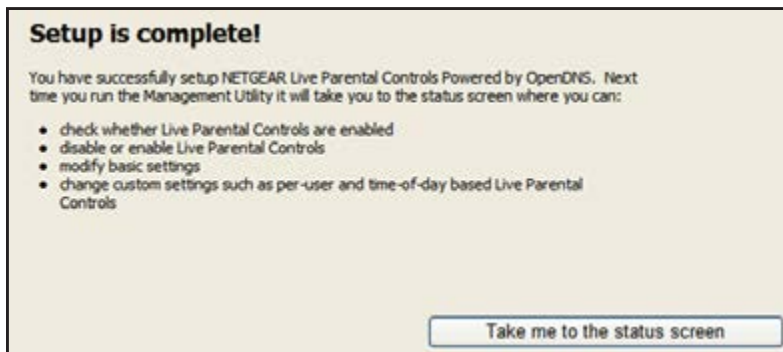 Setup is complete!
You have successfully setup NETGEAR Live Parental Controls Powered by OpenDNS. Next
time you run the Management Utility it will take you to the status screen where you can:
• check whether Live Parental Controls are enabled
• disable or enable Live Parental Controls
• modify basic settings
• change custom settings such as per-user and time-of-day based Live Parental
Controls
Take me to the status screen